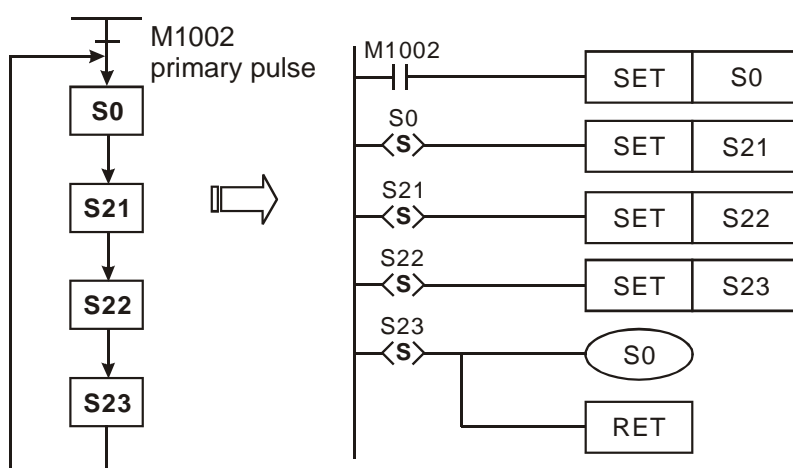 M1002
primary pulse
S0
S21
S22
S23
M1002
SET S0
S0
S
SET S21
S21
S
SET S22
S22
S
SET S23
S23
S
S0
RET